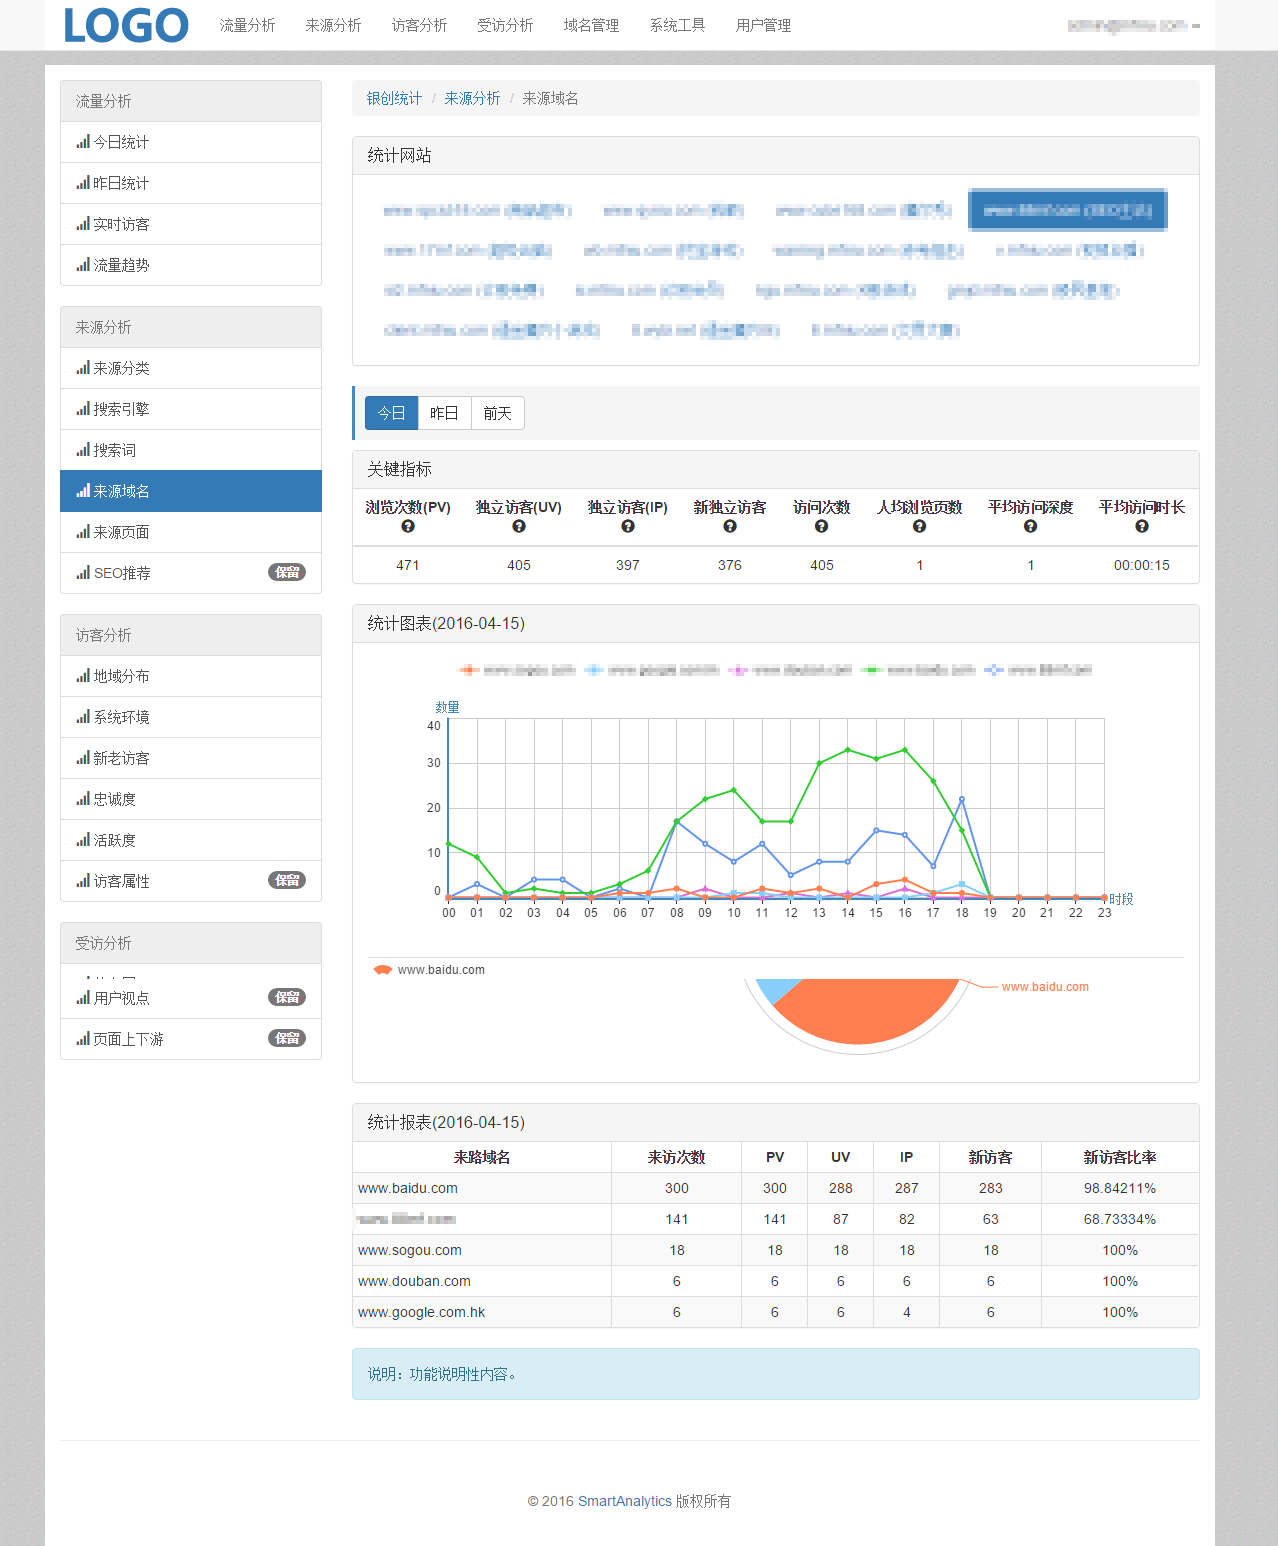 LOGO 流量分析 来源分析 访客分析 受访分析 域名管理 系统工具 用户管理
流量分析
今日统计
昨日统计
实时访客
流量趋势
来源分析
来源分类
搜索引擎
搜索词
来源域名
来源页面
SEO推荐 保留
访客分析
地域分布
系统环境
新老访客
忠诚度
活跃度
访客属性 保留
受访分析
用户视点 保留
页面上下游 保留
银创统计 / 来源分析 / 来源域名
统计网站
今日 昨日 前天
关键指标
浏览次数(PV) 独立访客(UV) 独立访客(IP) 新独立访客 访问次数 人均浏览页数 平均访问深度 平均访问时长
471 405 397 376 405 1 1 00:00:15
统计图表(2016-04-15)
数量
40
30
20
10
0
00 01 02 03 04 05 06 07 08 09 10 11 12 13 14 15 16 17 18 19 20 21 22 23 时段
www.baidu.com
www.baidu.com
统计报表(2016-04-15)
来路域名 来访次数 PV UV IP 新访客 新访客比率
www.baidu.com 300 300 288 287 283 98.84211%
141 141 87 82 63 68.73334%
www.sogou.com 18 18 18 18 18 100%
www.douban.com 6 6 6 6 6 100%
www.google.com.hk 6 6 6 4 6 100%
说明：功能说明性内容。
© 2016 SmartAnalytics 版权所有